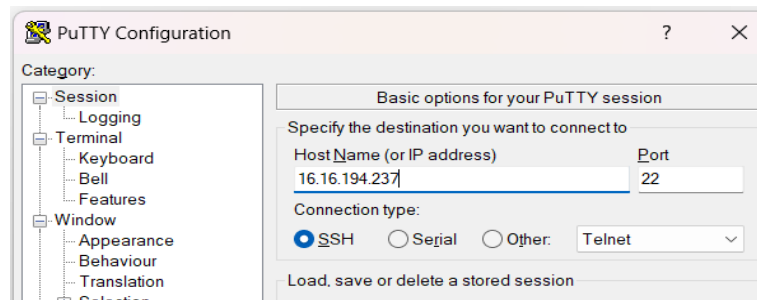 PuTTY Configuration
?
Category:
Session
Logging
Terminal
Keyboard
Bell
Features
Window
Appearance
Behaviour
Translation
Selection
Basic options for your PuTTY session
Specify the destination you want to connect to
Host Name (or IP address) Port
16.16.194.237 22
Connection type:
SSH Serial Other: Telnet
Load, save or delete a stored session